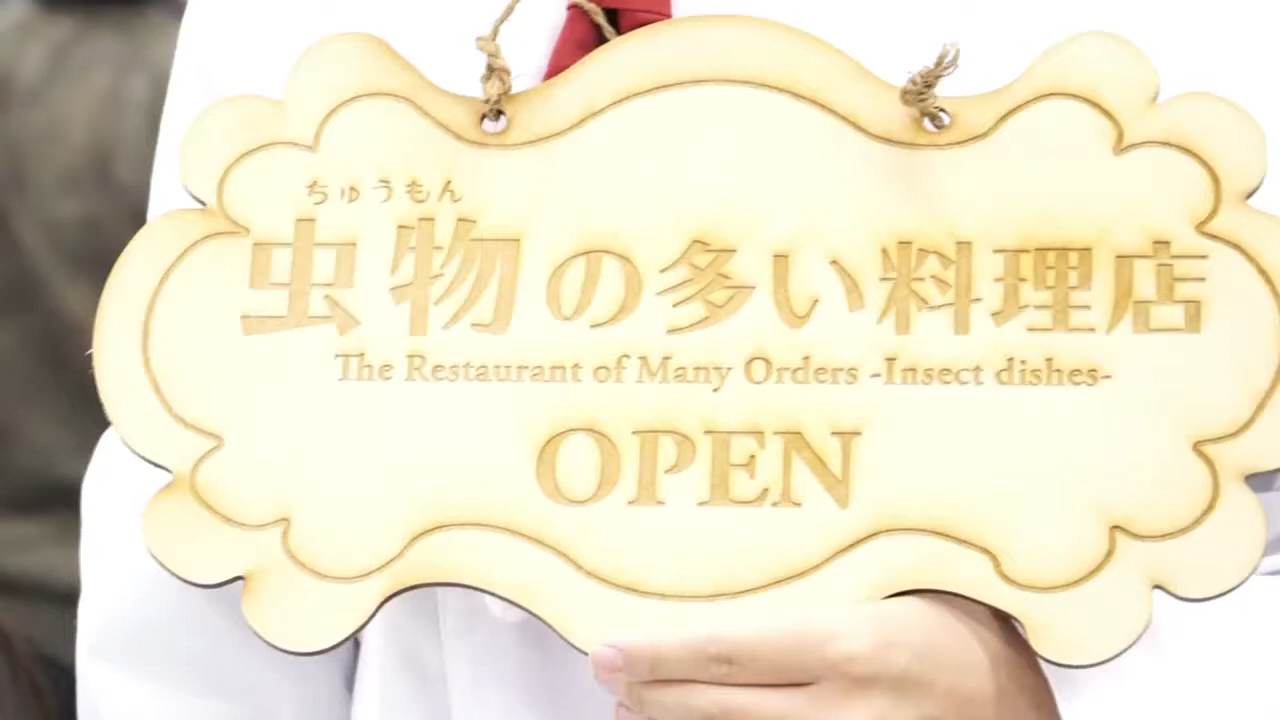 ちゅうもん
虫物の多い料理店
The Restaurant of Many Orders -Insect dishes-
OPEN